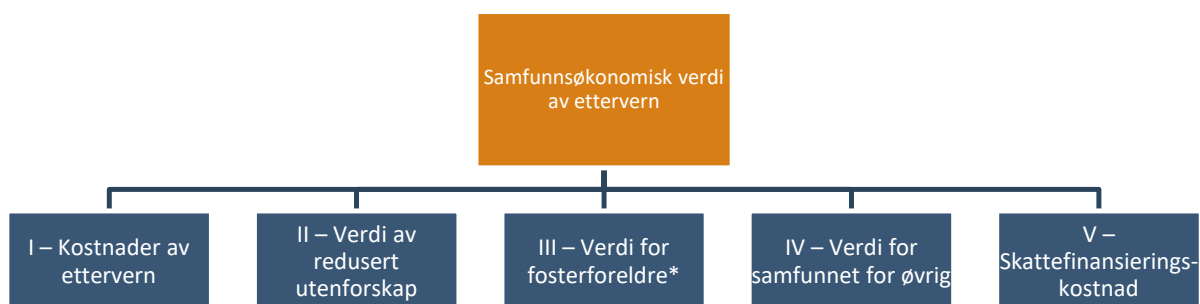 Samfunnsøkonomisk verdi
av ettervern
I – Kostnader av
ettervern
II – Verdi av
redusert
utenforskap
III – Verdi for
fosterforeldre*
IV – Verdi for
samfunnet for øvrig
V –
Skattefinansierings-
kostnad